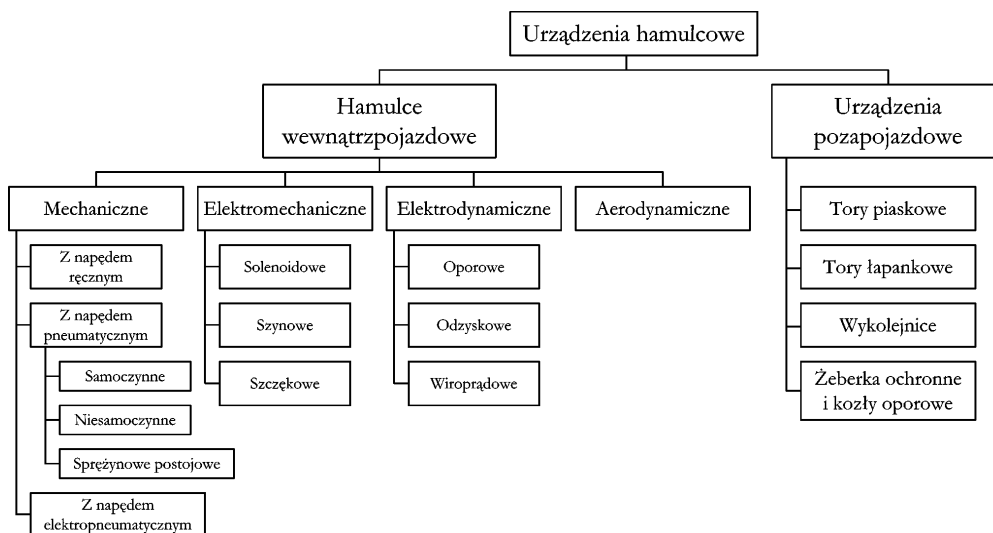 Urządzenia hamulcowe
Hamulce
wewnątrzpojazdowe
Urządzenia
pozapojazdowe
Mechaniczne
Elektromechaniczne
Elektrodynamiczne
Aerodynamiczne
Tory piaskowe
Z napędem
ręcznym
Solenoidowe
Oporowe
Tory łapankowe
Z napędem
pneumatycznym
Szynowe
Odzyskowe
Wykolejnice
Samoczynne
Szczękowe
Wiroprądowe
Żeberka ochronne
i kozły oporowe
Niesamoczynne
Sprężynowe postojowe
Z napędem
elektropneumatycznym